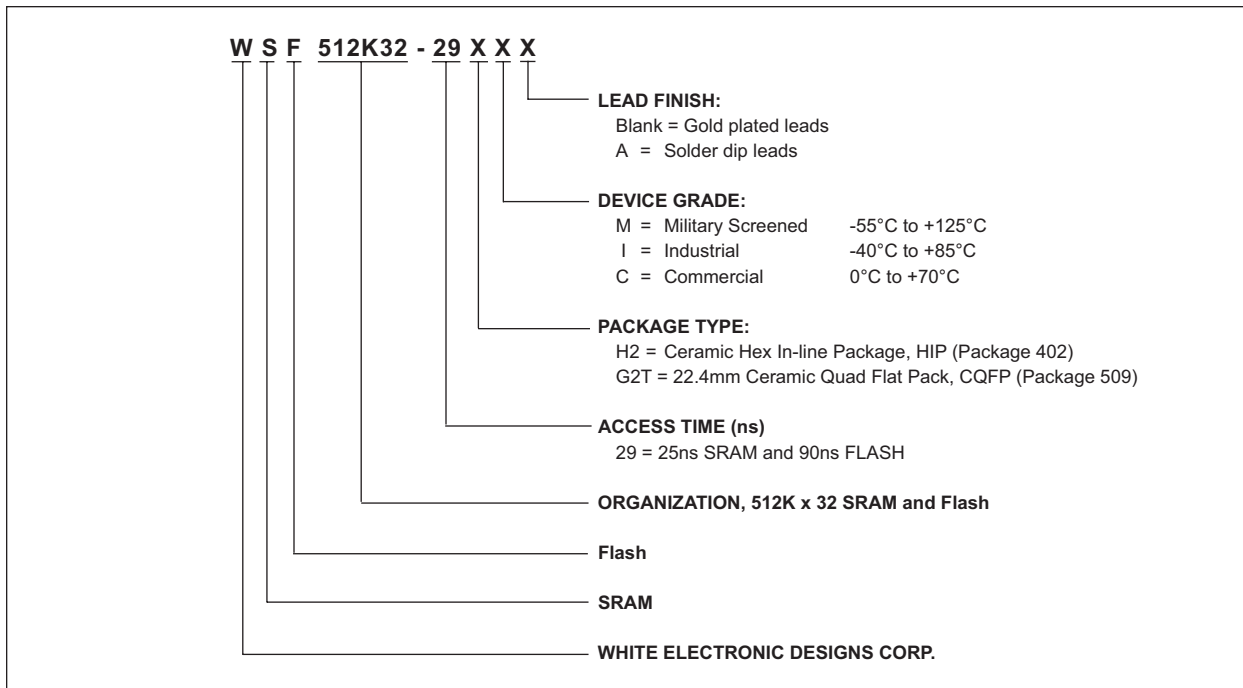 W S F 512K32 - 29 X X X
LEAD FINISH:
Blank = Gold plated leads
A = Solder dip leads
DEVICE GRADE:
M = Military Screened -55°C to +125°C
I = Industrial -40°C to +85°C
C = Commercial 0°C to +70°C
PACKAGE TYPE:
H2 = Ceramic Hex In-line Package, HIP (Package 402)
G2T = 22.4mm Ceramic Quad Flat Pack, CQFP (Package 509)
ACCESS TIME (ns)
29 = 25ns SRAM and 90ns FLASH
ORGANIZATION, 512K x 32 SRAM and Flash
Flash
SRAM
WHITE ELECTRONIC DESIGNS CORP.